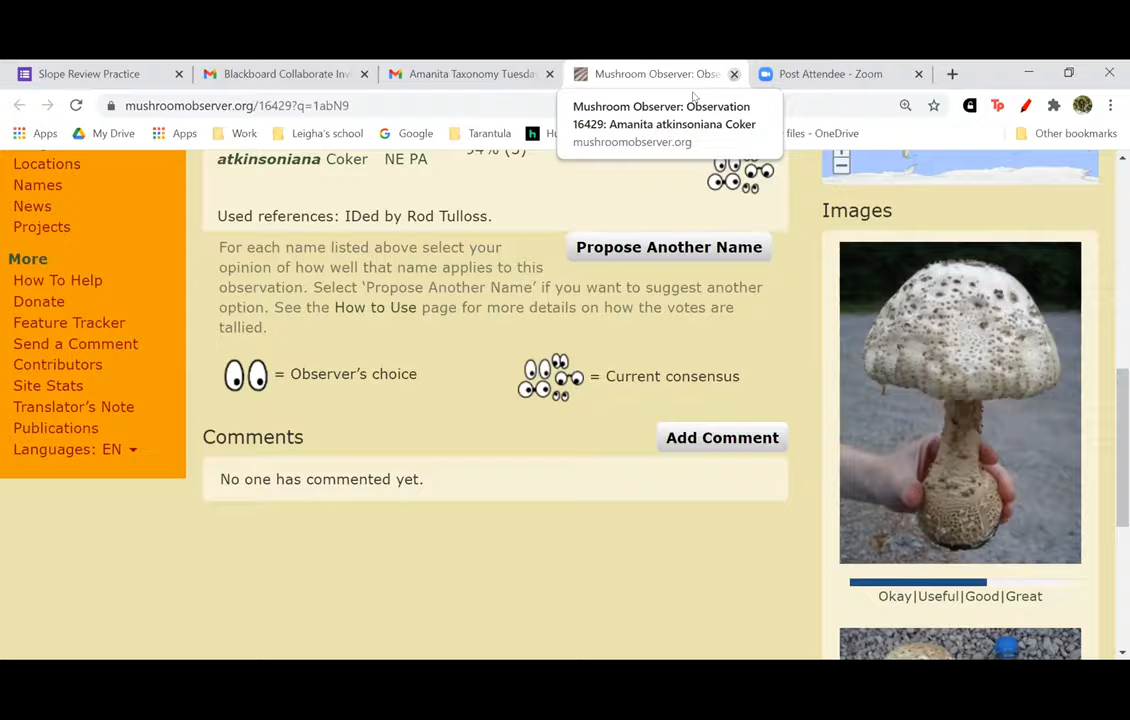 Slope Review Practice
Blackboard Collaborate Inv
Amanita Taxonomy Tuesda
Mushroom Observer: Obse
Post Attendee - Zoom
mushroomobserver.org/16429?q=1abN9
Mushroom Observer: Observation
16429: Amanita atkinsoniana Coker
mushroomobserver.org
Apps
My Drive
Apps
Work
Leigha's school
Google
Tarantula
files - OneDrive
Other bookmarks
Locations
Names
News
Projects
More
How To Help
Donate
Feature Tracker
Send a Comment
Contributors
Site Stats
Translator's Note
Publications
Languages: EN
atkinsoniana Coker NE PA
Used references: IDed by Rod Tulloss.
For each name listed above select your
opinion of how well that name applies to this
observation. Select ‘Propose Another Name’ if you want to suggest another
option. See the How to Use page for more details on how the votes are
tallied.
Propose Another Name
= Observer’s choice
= Current consensus
Comments
Add Comment
No one has commented yet.
Images
Okay|Useful|Good|Great